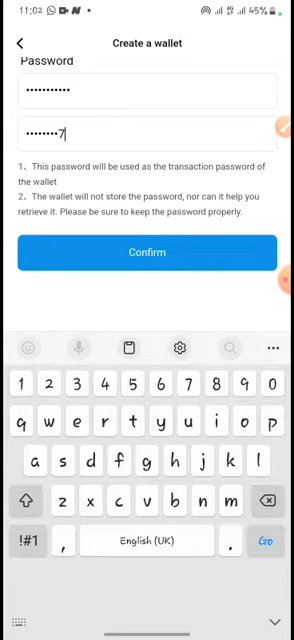 11:02 45%
Create a wallet
Password
•••••••••••
••••••••7
1、This password will be used as the transaction password of
the wallet
2、The wallet will not store the password, nor can it help you
retrieve it. Please be sure to keep the password properly.
Confirm
1 2 3 4 5 6 7 8 9 0
q w e r t y u i o p
a s d f g h j k l
z x c v b n m
!#1 , English (UK) . Go